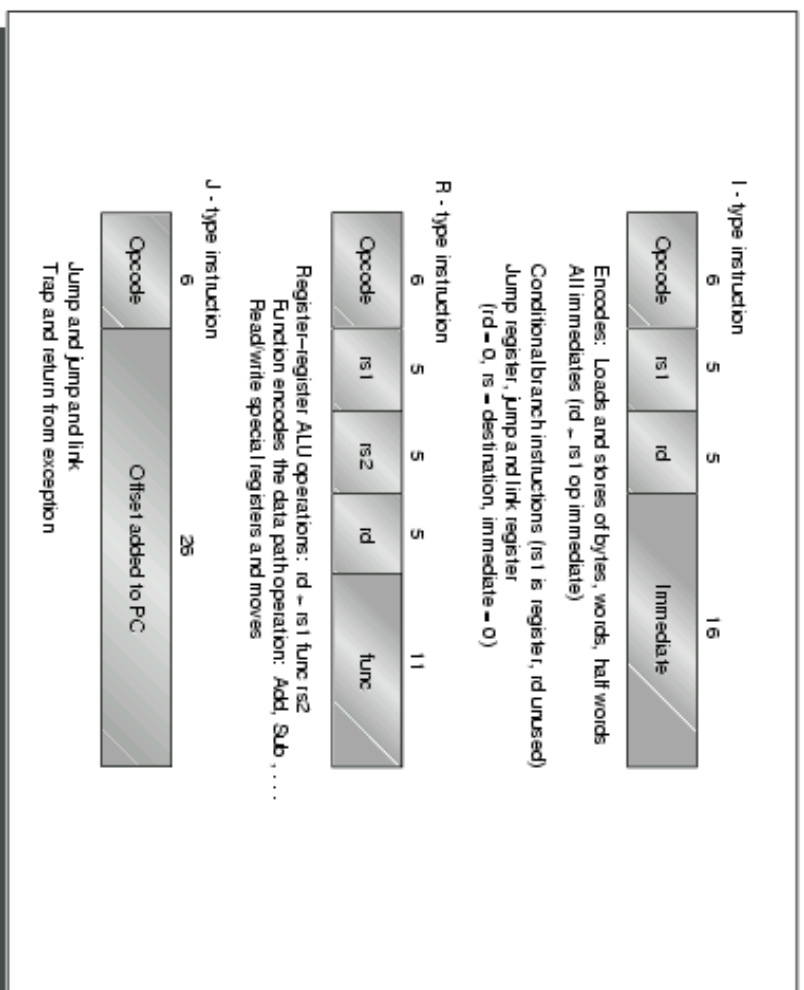 I - type instruction
6 5 5 16
Opcode rs1 rd Immediate
Encodes: Loads and stores of bytes, words, half words
All immediates (rd ← rs1 op immediate)
Conditional branch instructions (rs1 is register, rd unused)
Jump register, jump and link register
(rd = 0, rs = destination, immediate = 0)
R - type instruction
6 5 5 5 11
Opcode rs1 rs2 rd func
Register–register ALU operations: rd ← rs1 func rs2
Function encodes the data path operation: Add, Sub , . . .
Read/write special registers and moves
J - type instruction
6 26
Opcode Offset added to PC
Jump and jump and link
Trap and return from exception